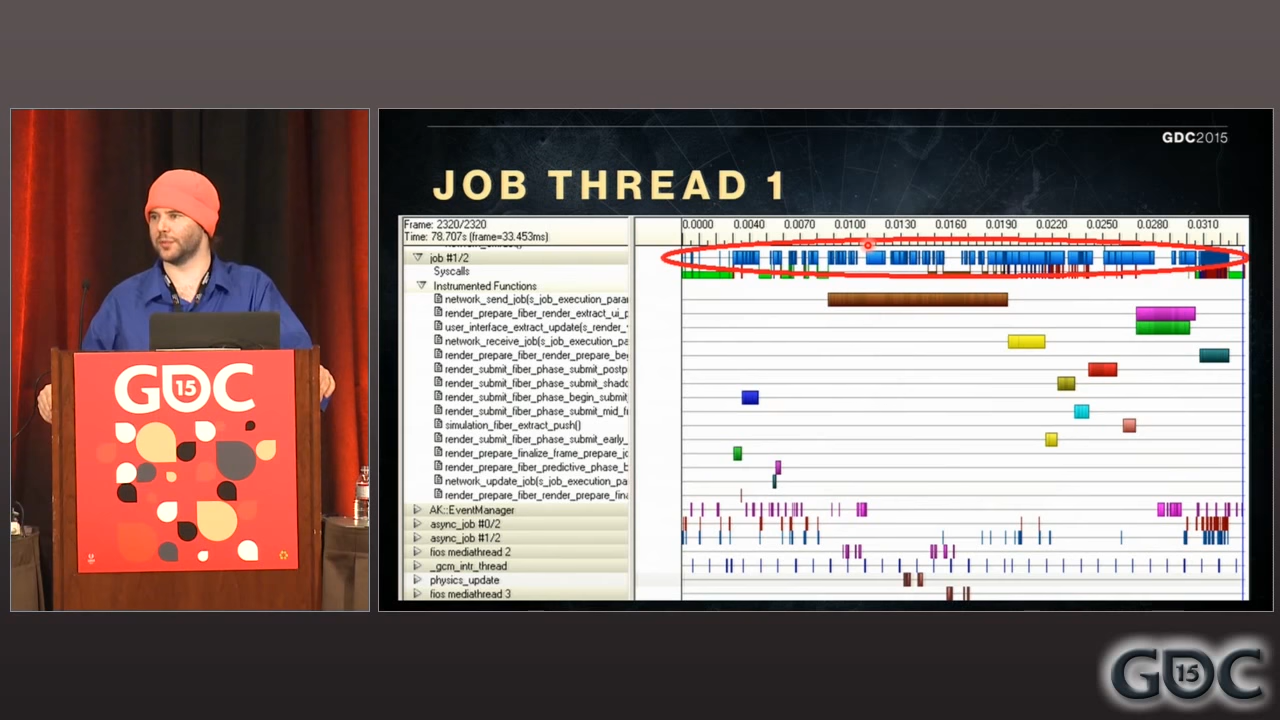 GDC2015
JOB THREAD 1
Frame: 2320/2320
Time: 78.707s (frame=33.453ms)
0.0000 0.0040 0.0070 0.0100 0.0130 0.0160 0.0190 0.0220 0.0250 0.0280 0.0310
job #1/2
Syscalls
Instrumented Functions
network_send_job(s_job_execution_para
render_prepare_fiber_render_extract_ui_p
user_interface_extract_update(s_render_
network_receive_job(s_job_execution_pa
render_prepare_fiber_render_prepare_be
render_submit_fiber_phase_submit_postp
render_submit_fiber_phase_submit_shado
render_submit_fiber_phase_begin_submit
render_submit_fiber_phase_submit_mid_f
simulation_fiber_extract_push()
render_submit_fiber_phase_submit_early_
render_prepare_finalize_frame_prepare_jo
render_prepare_fiber_predictive_phase_b
network_update_job(s_job_execution_pa
render_prepare_fiber_render_prepare_fina
AK::EventManager
async_job #0/2
async_job #1/2
fios mediathread 2
_gcm_intr_thread
physics_update
fios mediathread 3
GDC 15
GDC 15